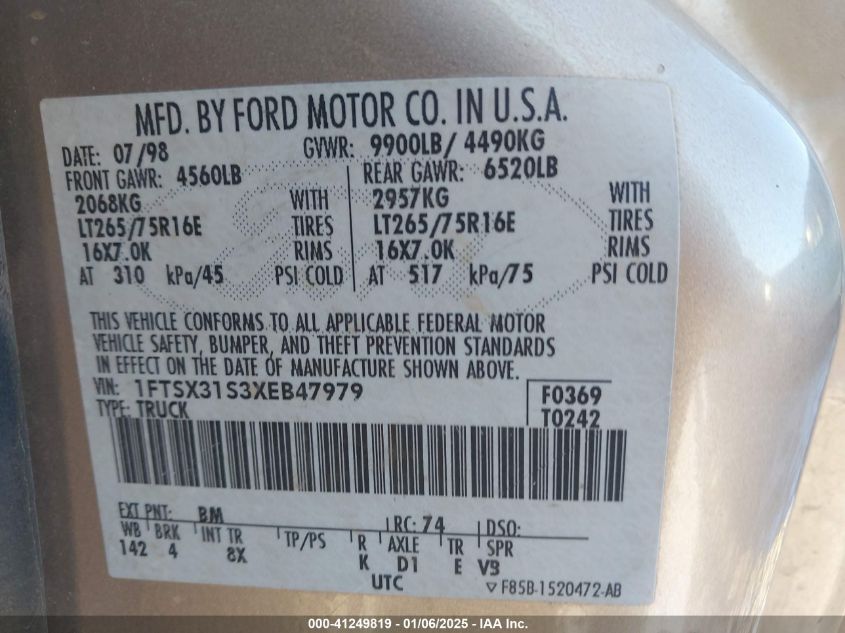 MFD. BY FORD MOTOR CO. IN U.S.A.
DATE: 07/98 GVWR: 9900LB/ 4490KG
FRONT GAWR: 4560LB REAR GAWR: 6520LB
2068KG WITH 2957KG WITH
LT265/75R16E TIRES LT265/75R16E TIRES
16X7.0K RIMS 16X7.0K RIMS
AT 310 kPa/45 PSI COLD AT 517 kPa/75 PSI COLD
THIS VEHICLE CONFORMS TO ALL APPLICABLE FEDERAL MOTOR
VEHICLE SAFETY, BUMPER, AND THEFT PREVENTION STANDARDS
IN EFFECT ON THE DATE OF MANUFACTURE SHOWN ABOVE.
VIN: 1FTSX31S3XEB47979 F0369
TYPE: TRUCK T0242
EXT PNT: BM RC: 74 DSO:
WB BRK INT TR TP/PS R AXLE TR SPR
142 4 8X K D1 E V3
UTC ▽F85B-1520472-AB
000-41249819 - 01/06/2025 - IAA Inc.